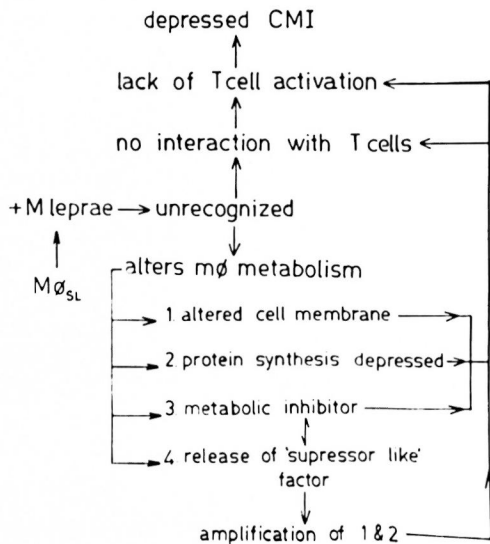 depressed CMI
lack of T cell activation
no interaction with T cells
+ M leprae → unrecognized
MØSL
alters mø metabolism
1. altered cell membrane
2. protein synthesis depressed
3 metabolic inhibitor
4. release of 'supressor like'
factor
amplification of 1 & 2